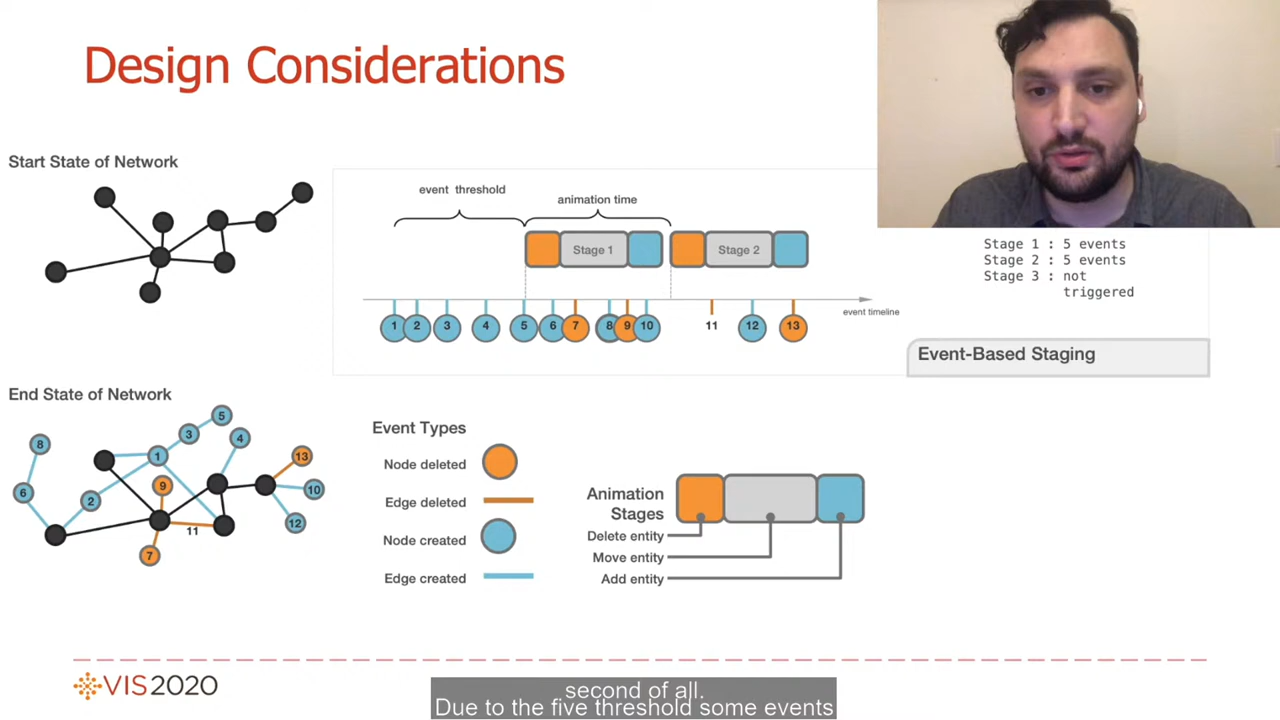 Design Considerations
Start State of Network
event threshold
animation time
Stage 1
Stage 2
1 2 3 4 5 6 7 8 9 10 11 12 13
event timeline
Stage 1 : 5 events
Stage 2 : 5 events
Stage 3 : not
triggered
Event-Based Staging
End State of Network
5
3
4
8
1
13
9
6
2
10
12
11
7
Event Types
Node deleted
Edge deleted
Node created
Edge created
Animation
Stages
Delete entity
Move entity
Add entity
VIS2020
second of all.
Due to the five threshold some events